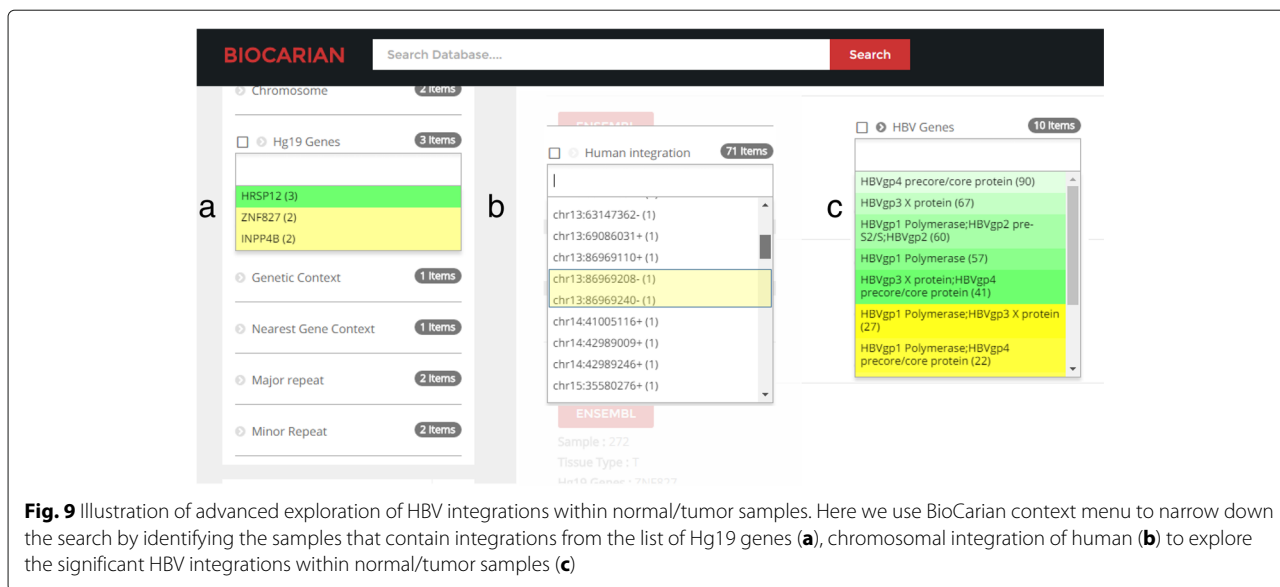 BIOCARIAN
Search Database....
Search
Chromosome
2 Items
Hg19 Genes
3 Items
a
HRSP12 (3)
ZNF827 (2)
INPP4B (2)
Genetic Context
1 Items
Nearest Gene Context
1 Items
Major repeat
2 Items
Minor Repeat
2 Items
ENSEMBL
b
Human integration
71 Items
chr13:63147362- (1)
chr13:69086031+ (1)
chr13:86969110+ (1)
chr13:86969208- (1)
chr13:86969240- (1)
chr14:41005116+ (1)
chr14:42989009+ (1)
chr14:42989246+ (1)
chr15:35580276+ (1)
ENSEMBL
Sample : 272
Tissue Type : T
Hg19 Genes : ZNF827
c
HBV Genes
10 Items
HBVgp4 precore/core protein (90)
HBVgp3 X protein (67)
HBVgp1 Polymerase;HBVgp2 pre-
S2/S;HBVgp2 (60)
HBVgp1 Polymerase (57)
HBVgp3 X protein;HBVgp4
precore/core protein (41)
HBVgp1 Polymerase;HBVgp3 X protein
(27)
HBVgp1 Polymerase;HBVgp4
precore/core protein (22)
Fig. 9 Illustration of advanced exploration of HBV integrations within normal/tumor samples. Here we use BioCarian context menu to narrow down
the search by identifying the samples that contain integrations from the list of Hg19 genes (a), chromosomal integration of human (b) to explore
the significant HBV integrations within normal/tumor samples (c)